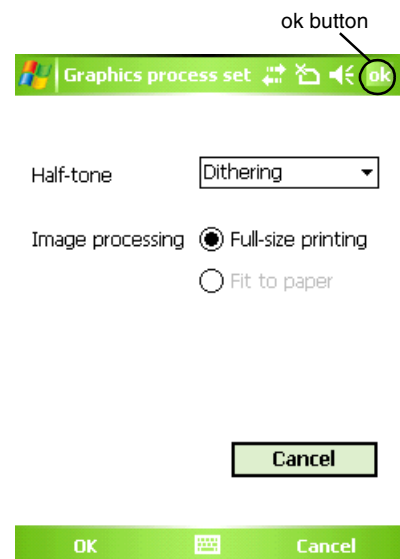 ok button
Graphics process set ok
Half-tone Dithering
Image processing Full-size printing
Fit to paper
Cancel
OK Cancel